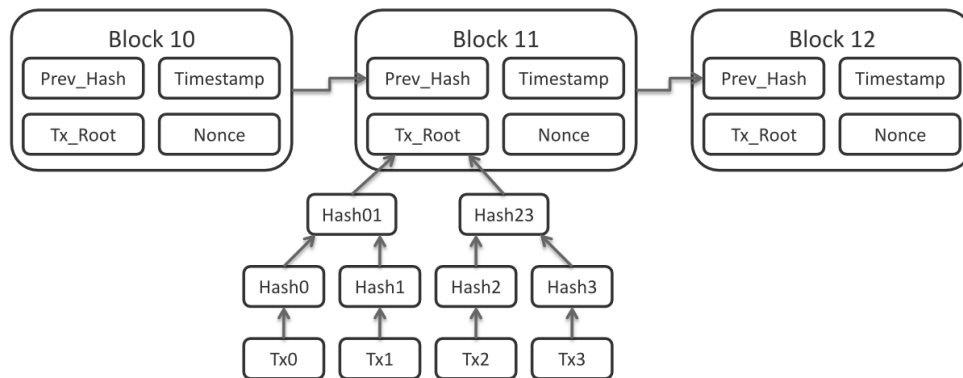 Block 10
Block 11
Block 12
Prev_Hash Timestamp
Prev_Hash Timestamp
Prev_Hash Timestamp
Tx_Root Nonce
Tx_Root Nonce
Tx_Root Nonce
Hash01 Hash23
Hash0 Hash1 Hash2 Hash3
Tx0 Tx1 Tx2 Tx3